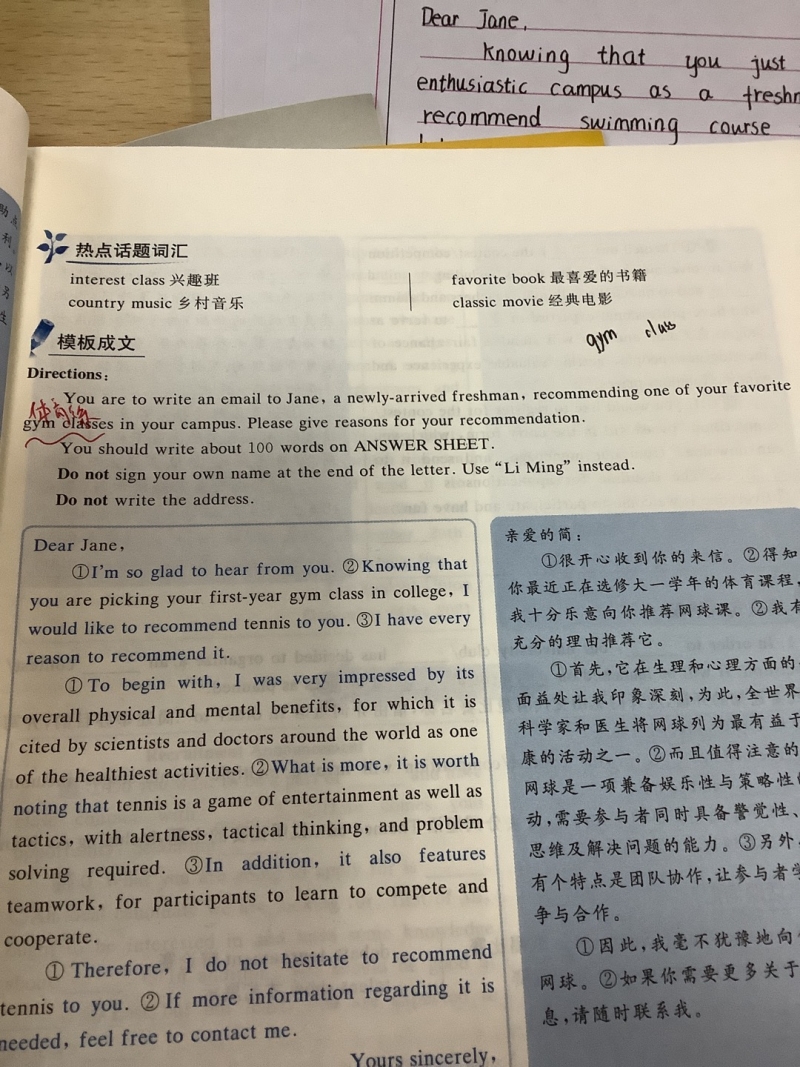 Dear Jane,
Knowing that you just
enthusiastic campus as a
recommend swimming course
热点话题词汇
interest class 兴趣班
country music 乡村音乐
favorite book 最喜爱的书籍
classic movie 经典电影
gym class
模板成文
Directions:
You are to write an email to Jane, a newly-arrived freshman, recommending one of your favorite
gym classes in your campus. Please give reasons for your recommendation.
You should write about 100 words on ANSWER SHEET.
Do not sign your own name at the end of the letter. Use "Li Ming" instead.
Do not write the address.
Dear Jane,
①I'm so glad to hear from you. ②Knowing that
you are picking your first-year gym class in college, I
would like to recommend tennis to you. ③I have every
reason to recommend it.
① To begin with, I was very impressed by its
overall physical and mental benefits, for which it is
cited by scientists and doctors around the world as one
of the healthiest activities. ②What is more, it is worth
noting that tennis is a game of entertainment as well as
tactics, with alertness, tactical thinking, and problem
solving required. ③In addition, it also features
teamwork, for participants to learn to compete and
cooperate.
① Therefore, I do not hesitate to recommend
tennis to you. ② If more information regarding it is
needed, feel free to contact me.
Yours sincerely,
亲爱的简:
①很开心收到你的来信。②得知
你最近正在选修大一学年的体育课程,
我十分乐意向你推荐网球课。②我有
充分的理由推荐它。
①首先,它在生理和心理方面的
面益处让我印象深刻,为此,全世界
科学家和医生将网球列为最有益于
康的活动之一。②而且值得注意的
网球是一项兼备娱乐性与策略性
动,需要参与者同时具备警觉性、
思维及解决问题的能力。③另外,
有个特点是团队协作,让参与者学
争与合作。
①因此,我毫不犹豫地向
网球。②如果你需要更多关于
息,请随时联系我。